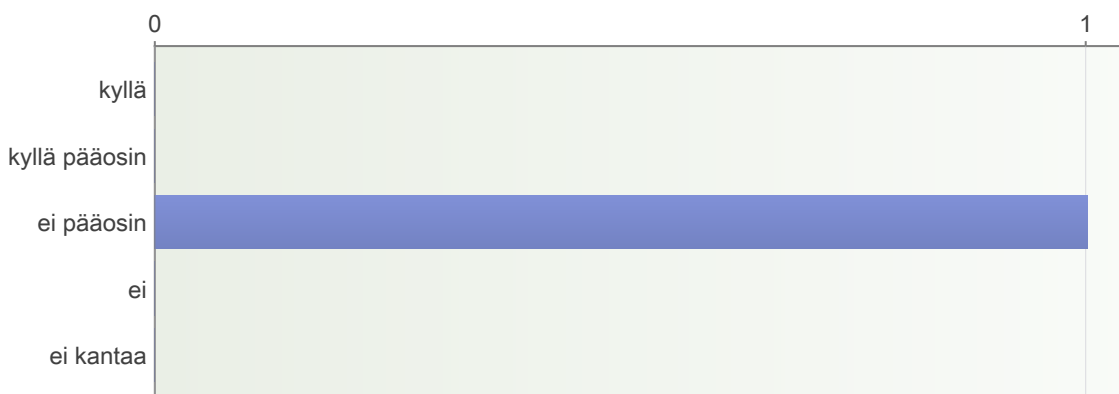 0 1
kyllä
kyllä pääosin
ei pääosin
ei
ei kantaa